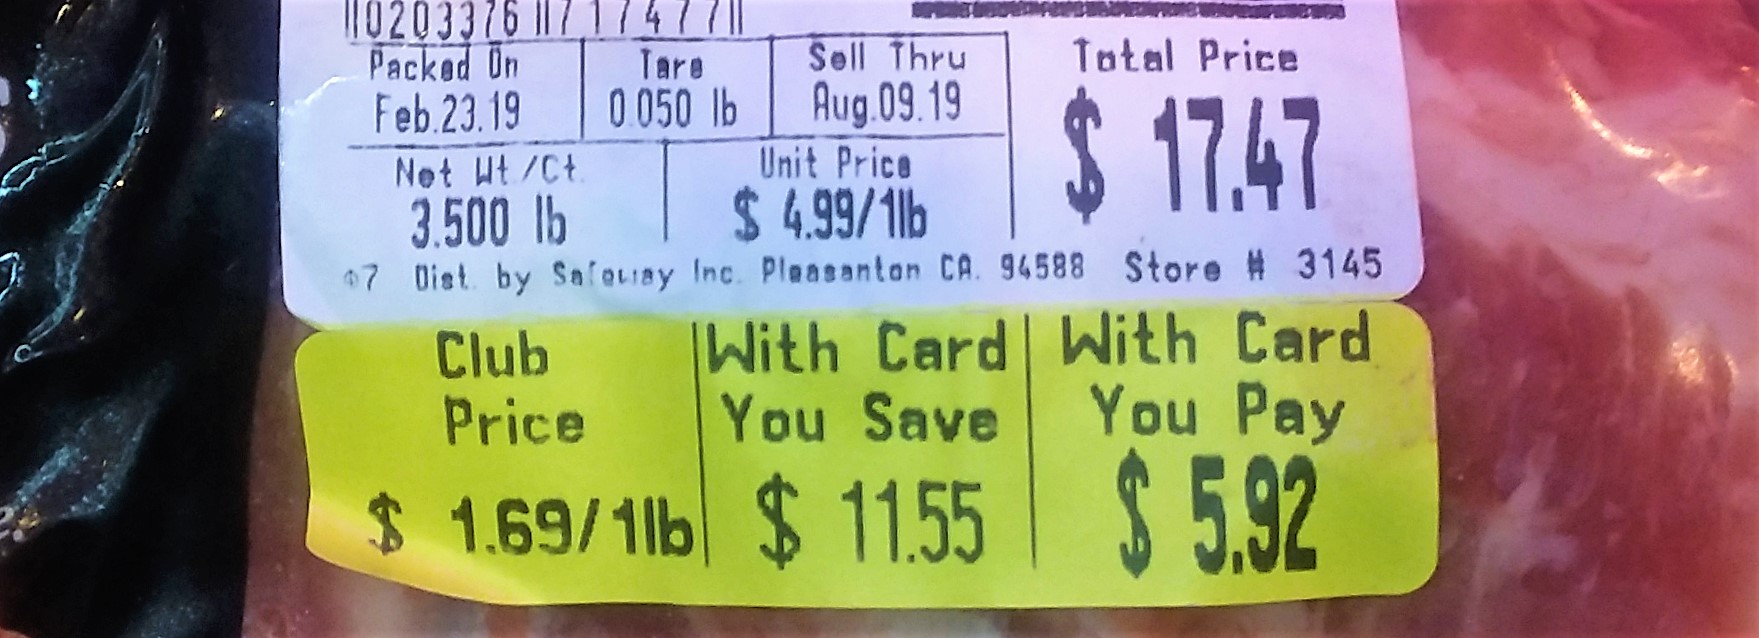 0203376 717477
Packed On
Feb.23.19
Tare
0.050 lb
Sell Thru
Aug.09.19
Total Price
$ 17.47
Net Wt./Ct.
3.500 lb
Unit Price
$ 4.99/1lb
Dist. by Safeway Inc. Pleasanton CA. 94588 Store # 3145
Club
Price
$ 1.69/1lb
With Card
You Save
$ 11.55
With Card
You Pay
$ 5.92